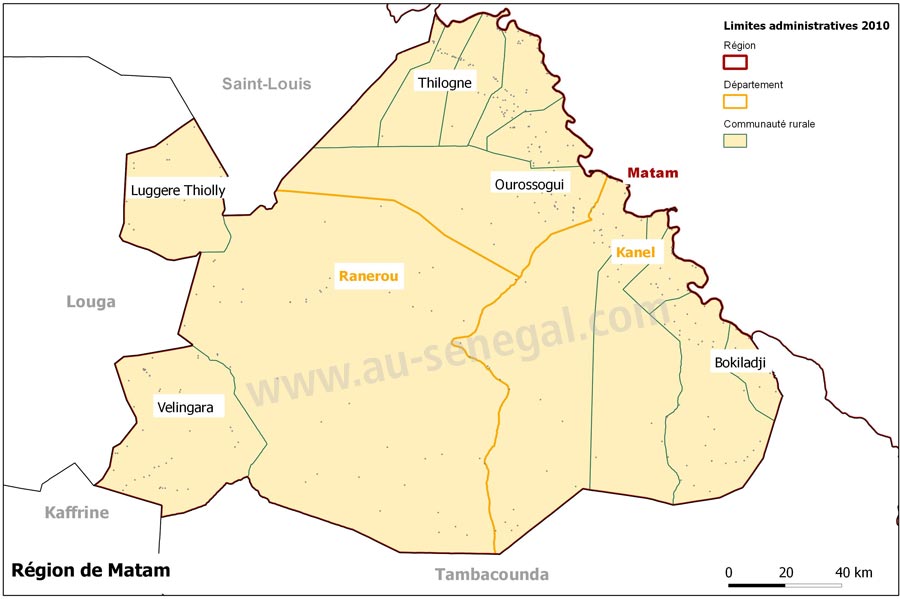 Limites administratives 2010
Région
Département
Communauté rurale
Saint-Louis
Thilogne
Matam
Luggere Thiolly
Ourossogui
Kanel
Ranerou
Louga
www.au-senegal.com
Bokiladji
Velingara
Kaffrine
Région de Matam
Tambacounda
0 20 40 km